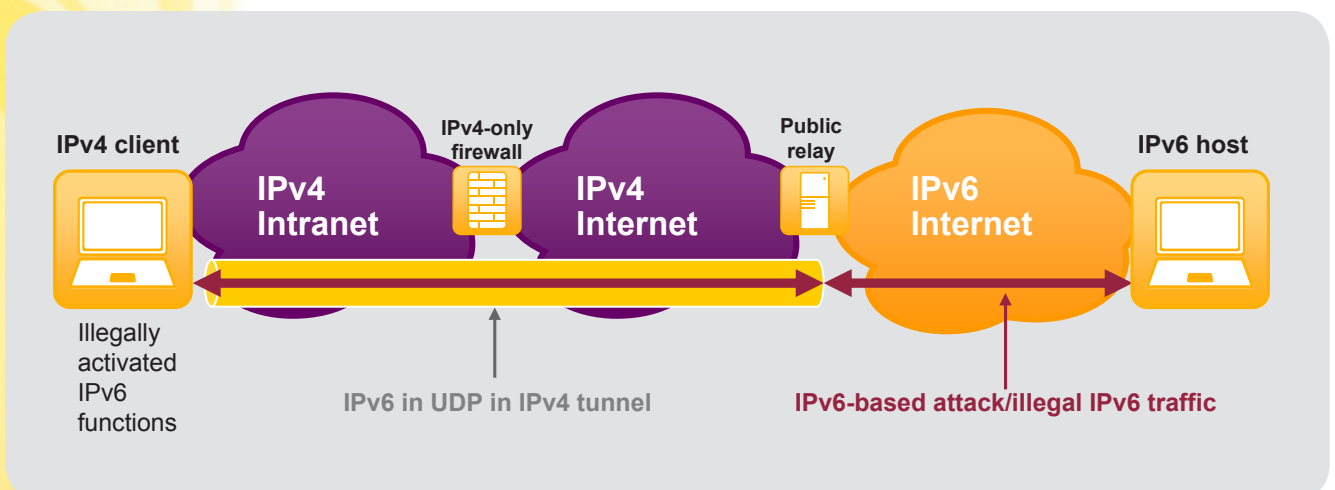 IPv4 client
IPv4
Intranet
IPv4-only
firewall
IPv4
Internet
Public
relay
IPv6
Internet
IPv6 host
Illegally
activated
IPv6
functions
IPv6 in UDP in IPv4 tunnel
IPv6-based attack/illegal IPv6 traffic